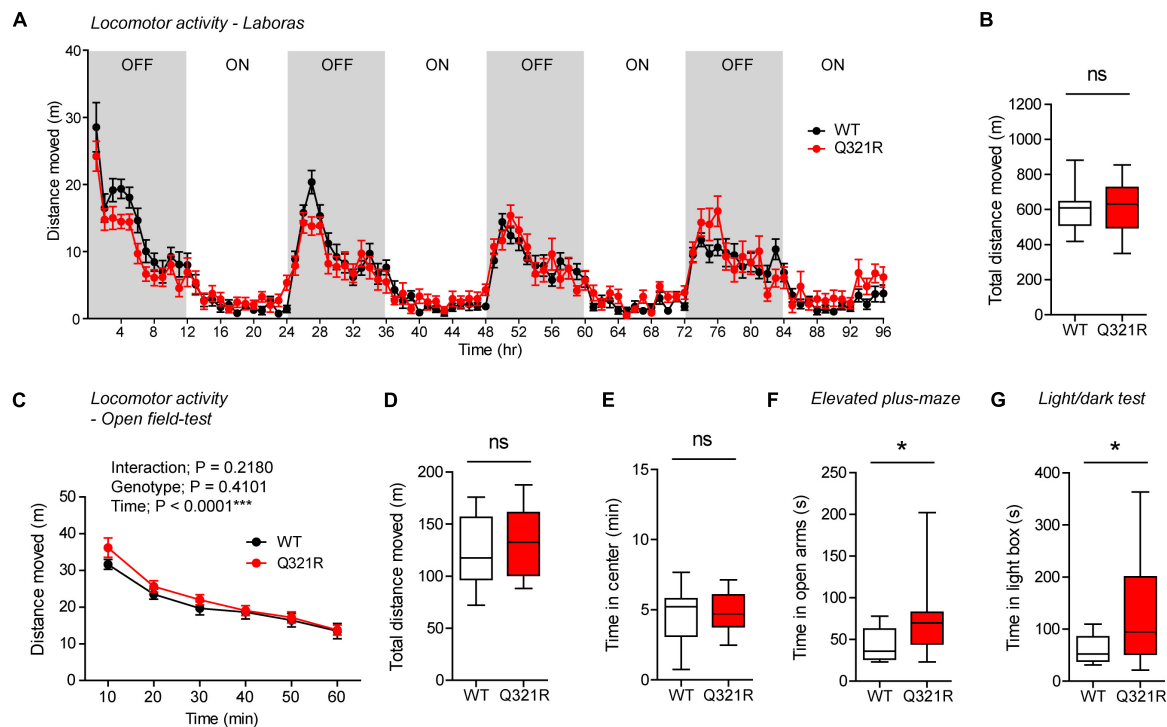 A
Locomotor activity - Laboras
Distance moved (m)
40
30
20
10
0
OFF
ON
OFF
ON
OFF
ON
OFF
ON
WT
Q321R
4 8 12 16 20 24 28 32 36 40 44 48 52 56 60 64 68 72 76 80 84 88 92 96
Time (hr)
B
ns
Total distance moved (m)
1200
1000
800
600
400
200
0
WT Q321R
C
Locomotor activity
- Open field-test
Interaction; P = 0.2180
Genotype; P = 0.4101
Time; P < 0.0001***
Distance moved (m)
50
40
30
20
10
0
WT
Q321R
10 20 30 40 50 60
Time (min)
D
ns
Total distance moved (m)
200
150
100
50
0
WT Q321R
E
ns
Time in center (min)
15
10
5
0
WT Q321R
F
Elevated plus-maze
*
Time in open arms (s)
250
200
150
100
50
0
WT Q321R
G
Light/dark test
*
Time in light box (s)
400
300
200
100
0
WT Q321R